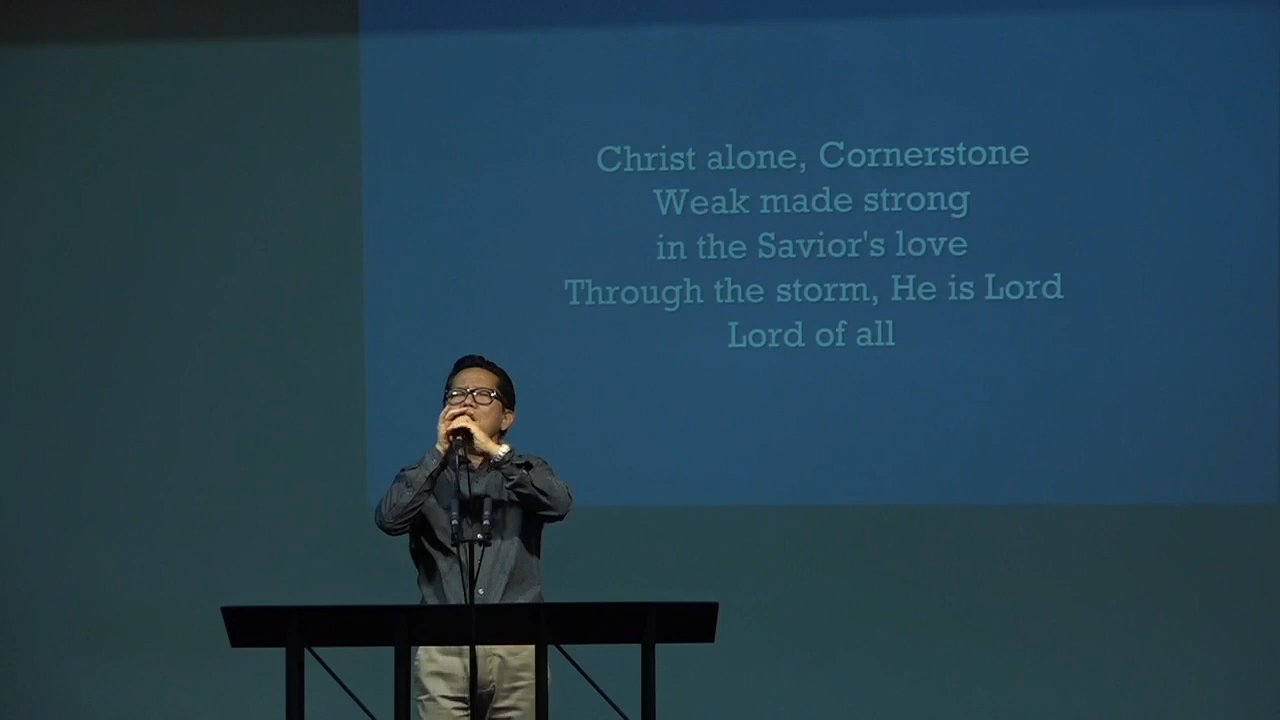 Christ alone, Cornerstone
Weak made strong
in the Savior's love
Through the storm, He is Lord
Lord of all